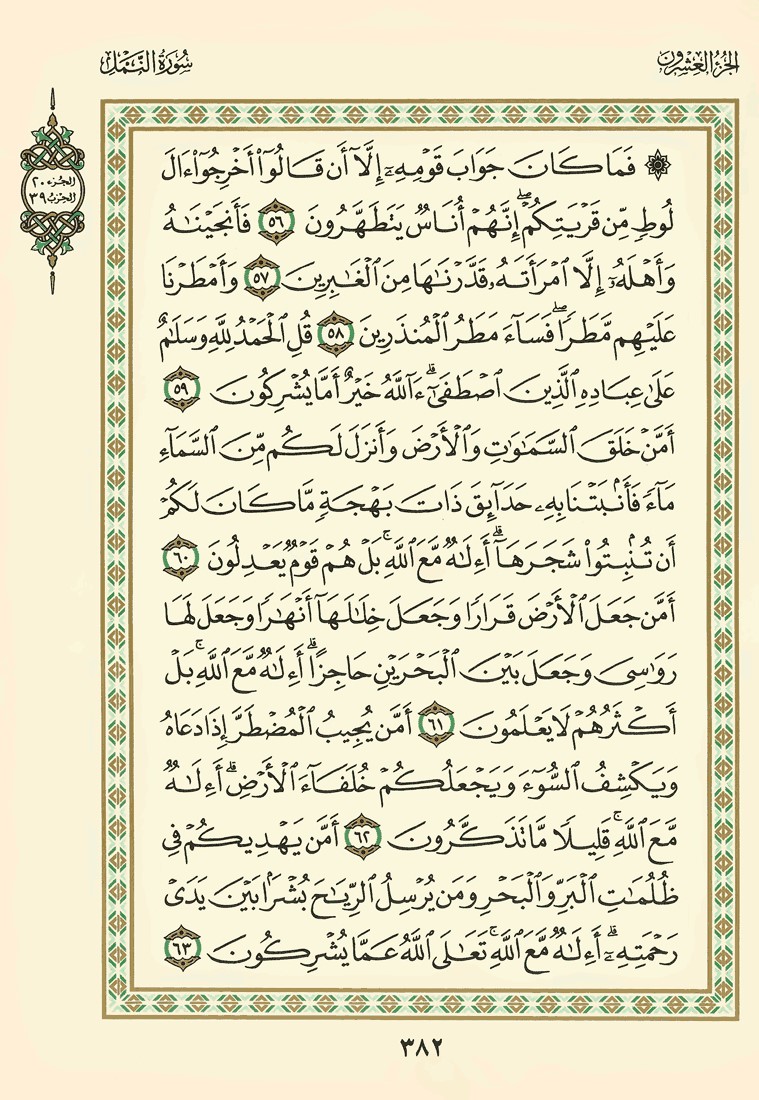 الجزء العشرون
سورة النمل
الجزء ٢٠
الحزب ٣٩
۞ فَمَا كَانَ جَوَابَ قَوْمِهِۦٓ إِلَّآ أَن قَالُوٓا۟ أَخْرِجُوٓا۟ ءَالَ
لُوطٍ مِّن قَرْيَتِكُمْ ۖ إِنَّهُمْ أُنَاسٌ يَتَطَهَّرُونَ ٥٦ فَأَنجَيْنَـٰهُ
وَأَهْلَهُۥٓ إِلَّا ٱمْرَأَتَهُۥ قَدَّرْنَـٰهَا مِنَ ٱلْغَـٰبِرِينَ ٥٧ وَأَمْطَرْنَا
عَلَيْهِم مَّطَرًا ۖ فَسَآءَ مَطَرُ ٱلْمُنذَرِينَ ٥٨ قُلِ ٱلْحَمْدُ لِلَّهِ وَسَلَـٰمٌ
عَلَىٰ عِبَادِهِ ٱلَّذِينَ ٱصْطَفَىٰٓ ۗ ءَآللَّهُ خَيْرٌ أَمَّا يُشْرِكُونَ ٥٩
أَمَّنْ خَلَقَ ٱلسَّمَـٰوَٰتِ وَٱلْأَرْضَ وَأَنزَلَ لَكُم مِّنَ ٱلسَّمَآءِ
مَآءً فَأَنۢبَتْنَا بِهِۦ حَدَآئِقَ ذَاتَ بَهْجَةٍ مَّا كَانَ لَكُمْ
أَن تُنۢبِتُوا۟ شَجَرَهَآ ۗ أَءِلَـٰهٌ مَّعَ ٱللَّهِ ۚ بَلْ هُمْ قَوْمٌ يَعْدِلُونَ ٦٠
أَمَّن جَعَلَ ٱلْأَرْضَ قَرَارًا وَجَعَلَ خِلَـٰلَهَآ أَنْهَـٰرًا وَجَعَلَ لَهَا
رَوَٰسِىَ وَجَعَلَ بَيْنَ ٱلْبَحْرَيْنِ حَاجِزًا ۗ أَءِلَـٰهٌ مَّعَ ٱللَّهِ ۚ بَلْ
أَكْثَرُهُمْ لَا يَعْلَمُونَ ٦١ أَمَّن يُجِيبُ ٱلْمُضْطَرَّ إِذَا دَعَاهُ
وَيَكْشِفُ ٱلسُّوٓءَ وَيَجْعَلُكُمْ خُلَفَآءَ ٱلْأَرْضِ ۗ أَءِلَـٰهٌ
مَّعَ ٱللَّهِ ۚ قَلِيلًا مَّا تَذَكَّرُونَ ٦٢ أَمَّن يَهْدِيكُمْ فِى
ظُلُمَـٰتِ ٱلْبَرِّ وَٱلْبَحْرِ وَمَن يُرْسِلُ ٱلرِّيَـٰحَ بُشْرًۢا بَيْنَ يَدَىْ
رَحْمَتِهِۦٓ ۗ أَءِلَـٰهٌ مَّعَ ٱللَّهِ ۚ تَعَـٰلَى ٱللَّهُ عَمَّا يُشْرِكُونَ ٦٣
٣٨٢